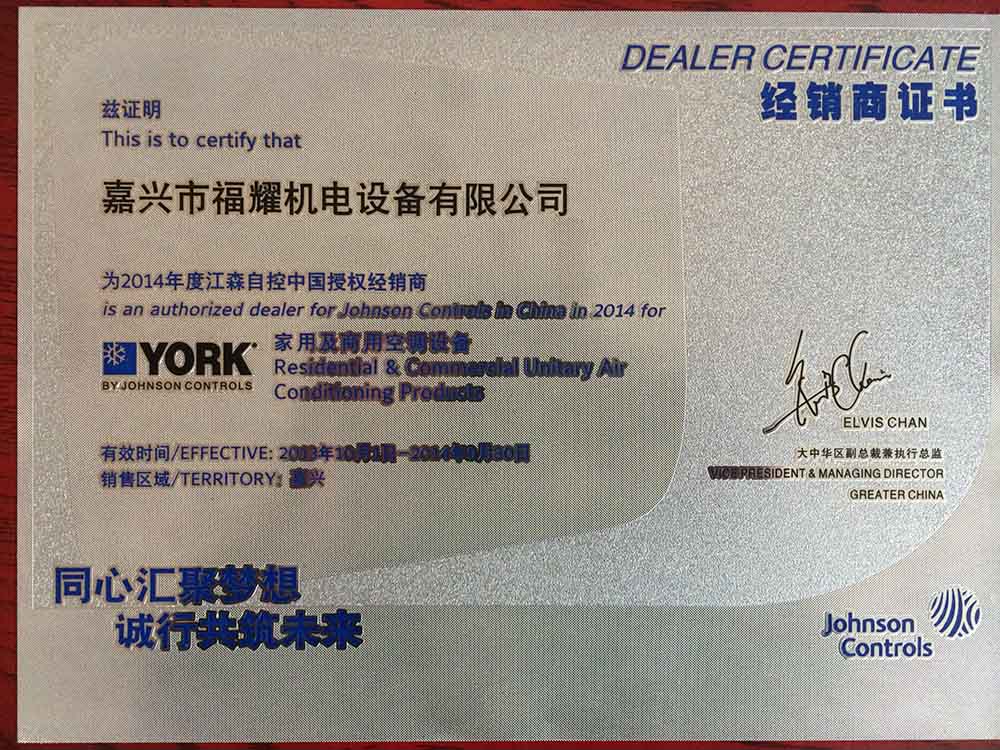 DEALER CERTIFICATE
经销商证书
兹证明
This is to certify that
嘉兴市福耀机电设备有限公司
为2014年度江森自控中国授权经销商
is an authorized dealer for Johnson Controls in China in 2014 for
YORK
BY JOHNSON CONTROLS
家用及商用空调设备
Residential & Commercial Unitary Air
Conditioning Products
有效时间/EFFECTIVE: 2013年10月1日-2014年9月30日
销售区域/TERRITORY: 嘉兴
ELVIS CHAN
大中华区副总裁兼执行总监
VICE PRESIDENT & MANAGING DIRECTOR
GREATER CHINA
同心汇聚梦想
诚行共筑未来
Johnson
Controls